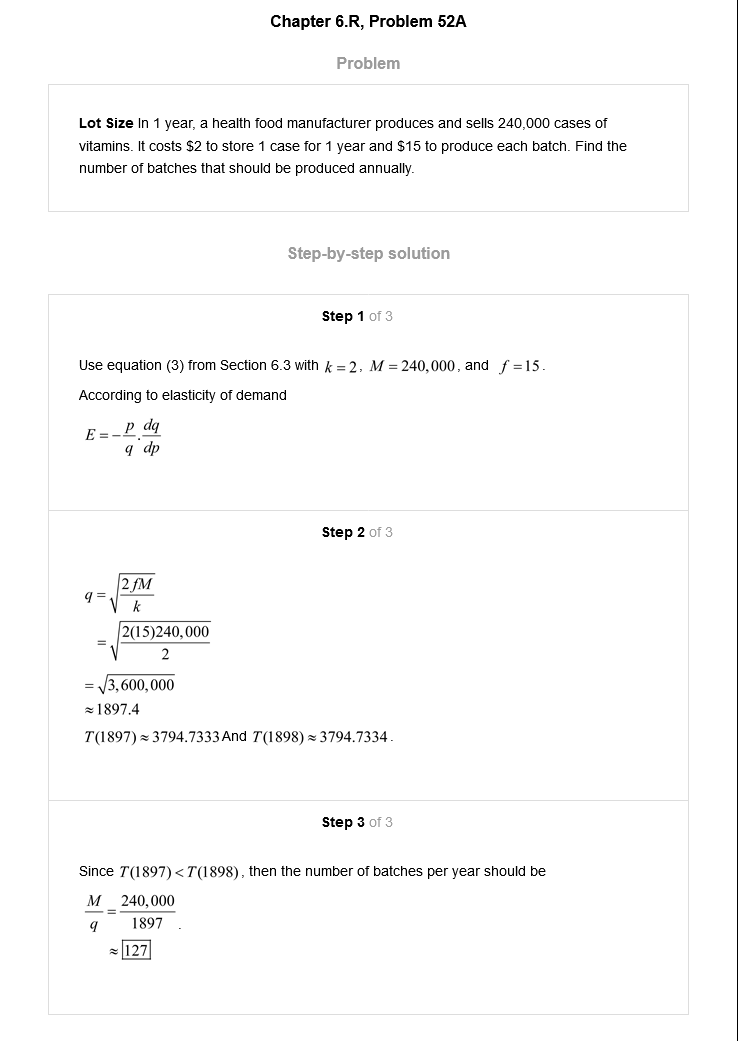 Chapter 6.R, Problem 52A
Problem
Lot Size In 1 year, a health food manufacturer produces and sells 240,000 cases of
vitamins. It costs $2 to store 1 case for 1 year and $15 to produce each batch. Find the
number of batches that should be produced annually.
Step-by-step solution
Step 1 of 3
Use equation (3) from Section 6.3 with k = 2, M = 240,000, and f = 15.
According to elasticity of demand
E = -\frac{p}{q}.\frac{dq}{dp}
Step 2 of 3
q = \sqrt{\frac{2fM}{k}}
= \sqrt{\frac{2(15)240,000}{2}}
= \sqrt{3,600,000}
≈ 1897.4
T(1897) ≈ 3794.7333 And T(1898) ≈ 3794.7334.
Step 3 of 3
Since T(1897) < T(1898), then the number of batches per year should be
\frac{M}{q} = \frac{240,000}{1897}.
≈ 127